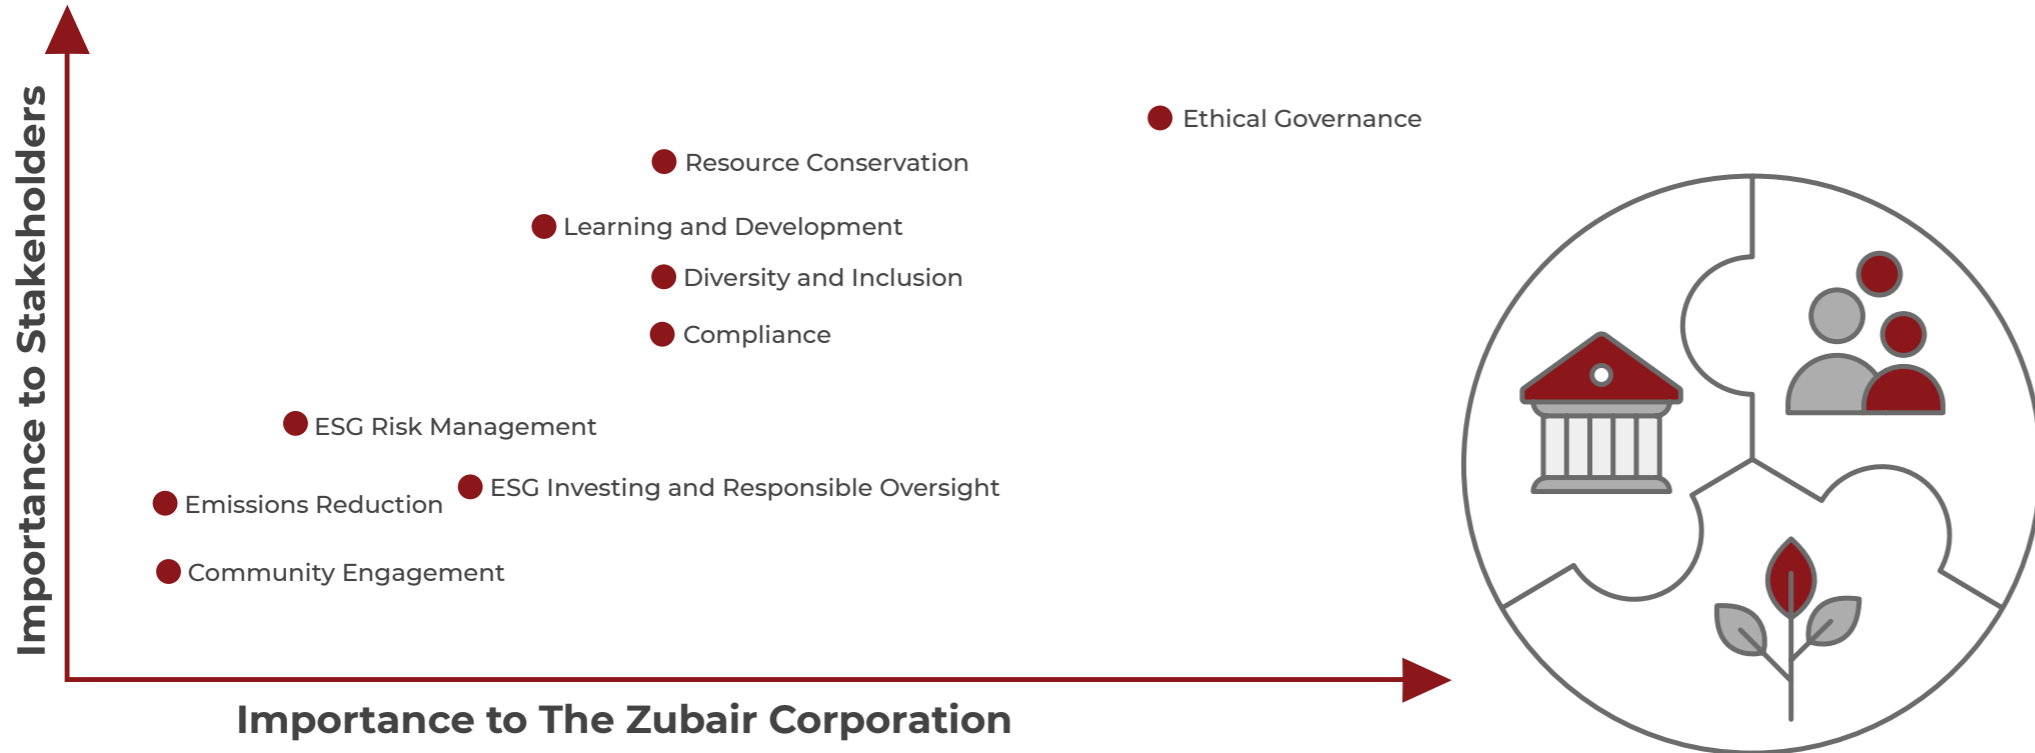 Importance to Stakeholders
Ethical Governance
Resource Conservation
Learning and Development
Diversity and Inclusion
Compliance
ESG Risk Management
ESG Investing and Responsible Oversight
Emissions Reduction
Community Engagement
Importance to The Zubair Corporation